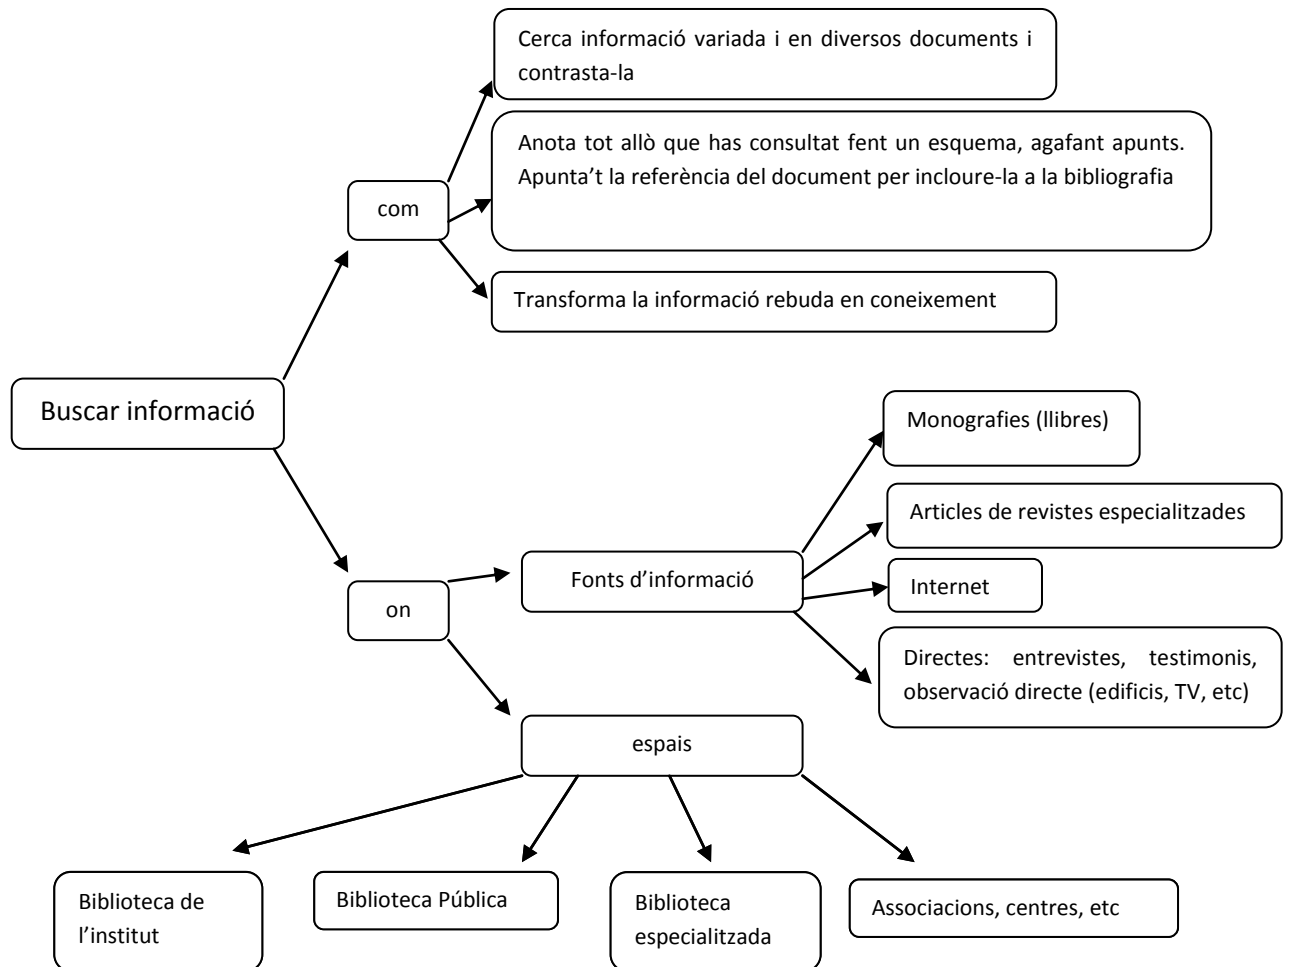 Cerca informació variada i en diversos documents i
contrasta-la
Anota tot allò que has consultat fent un esquema, agafant apunts.
Apunta’t la referència del document per incloure-la a la bibliografia
com
Transforma la informació rebuda en coneixement
Buscar informació
Monografies (llibres)
Articles de revistes especialitzades
Fonts d’informació
Internet
on
Directes: entrevistes, testimonis,
observació directe (edificis, TV, etc)
espais
Biblioteca de
l’institut
Biblioteca Pública
Biblioteca
especialitzada
Associacions, centres, etc